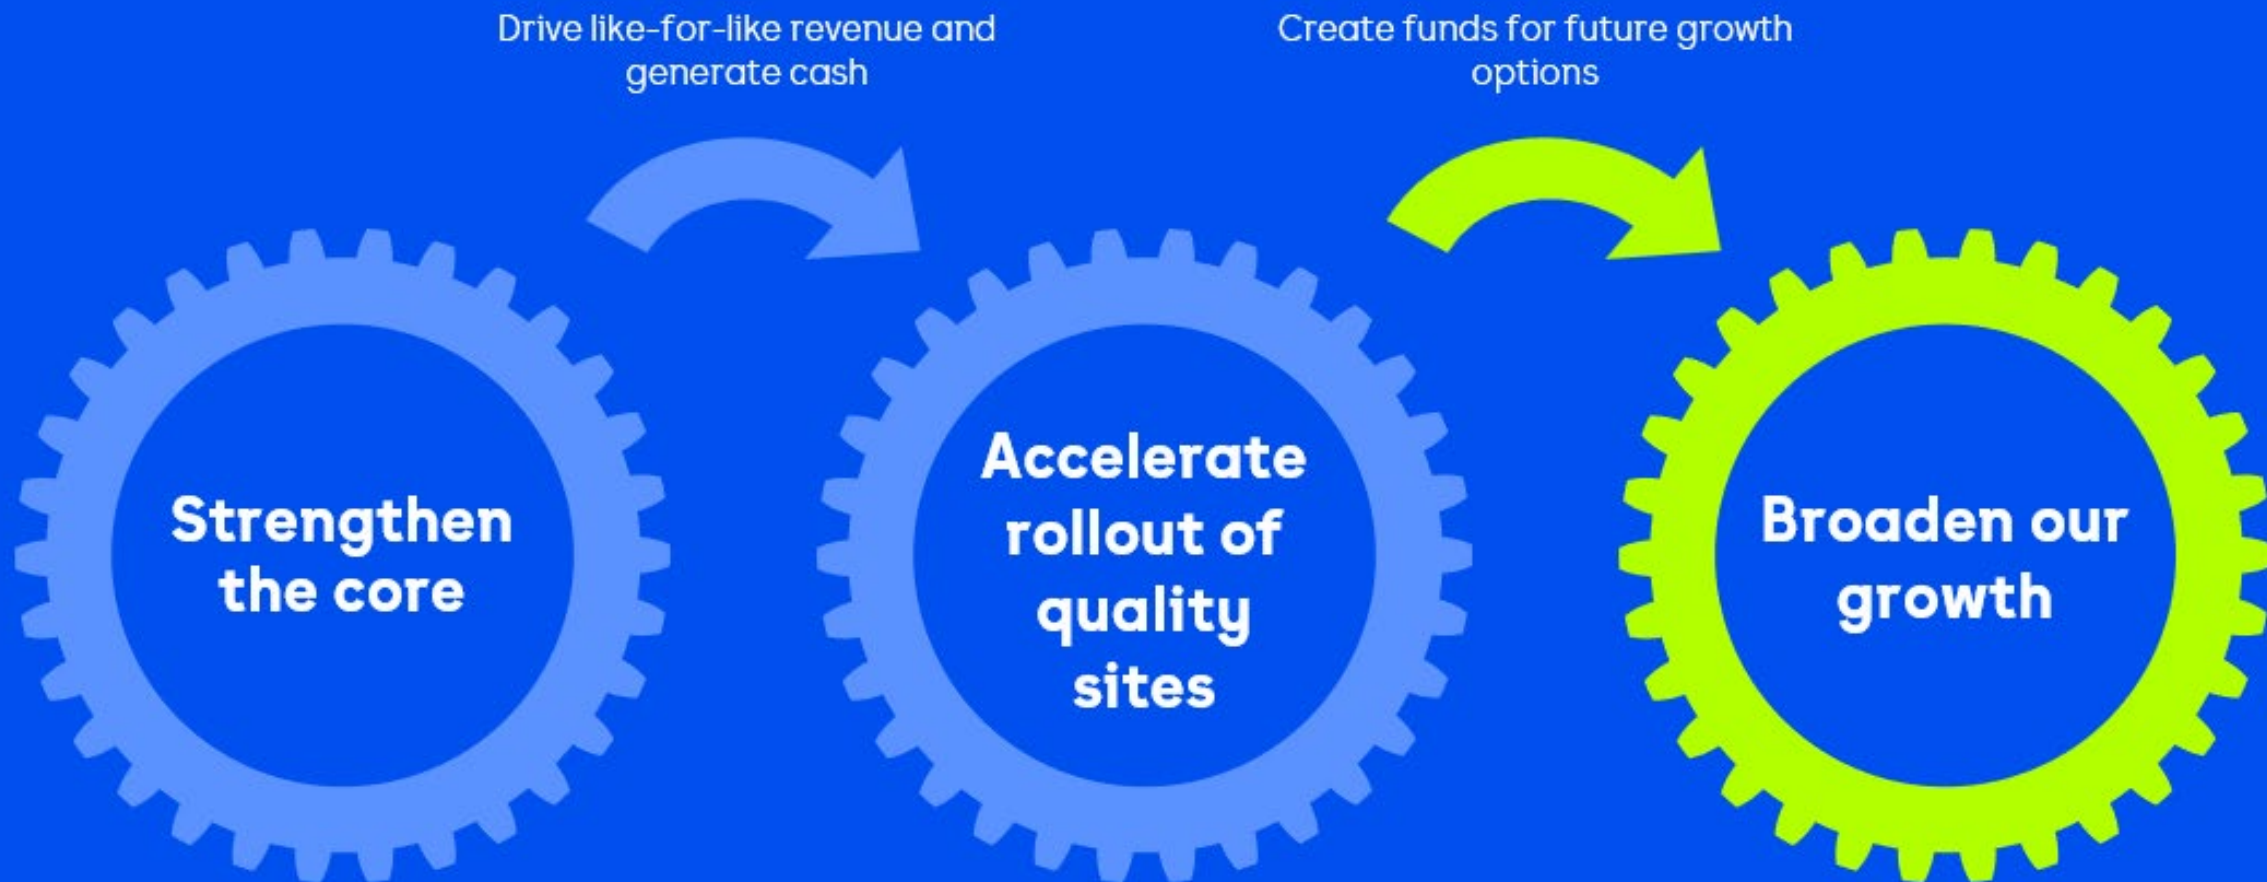 Drive like-for-like revenue and
generate cash
Create funds for future growth
options
Strengthen
the core
Accelerate
rollout of
quality
sites
Broaden our
growth